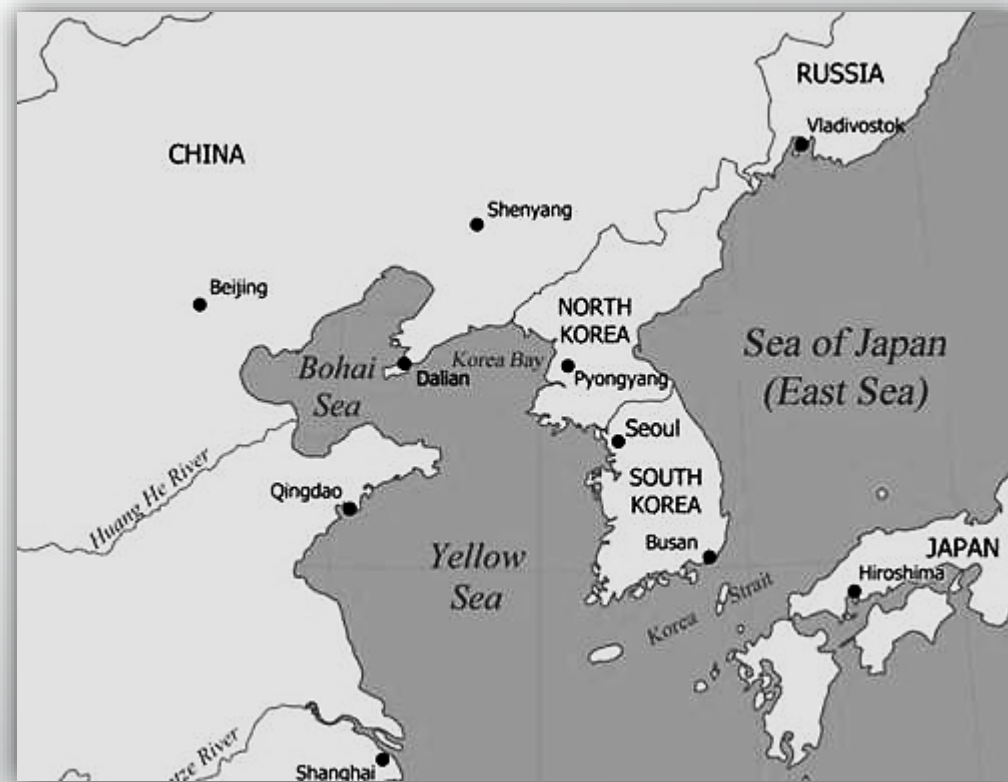 RUSSIA
Vladivostok
CHINA
Shenyang
Beijing
NORTH
KOREA
Sea of Japan
(East Sea)
Bohai
Sea
Korea Bay
Dalian
Pyongyang
Seoul
Huang He River
Qingdao
SOUTH
KOREA
Yellow
Sea
Busan
JAPAN
Hiroshima
Korea Strait
River
Shanghai